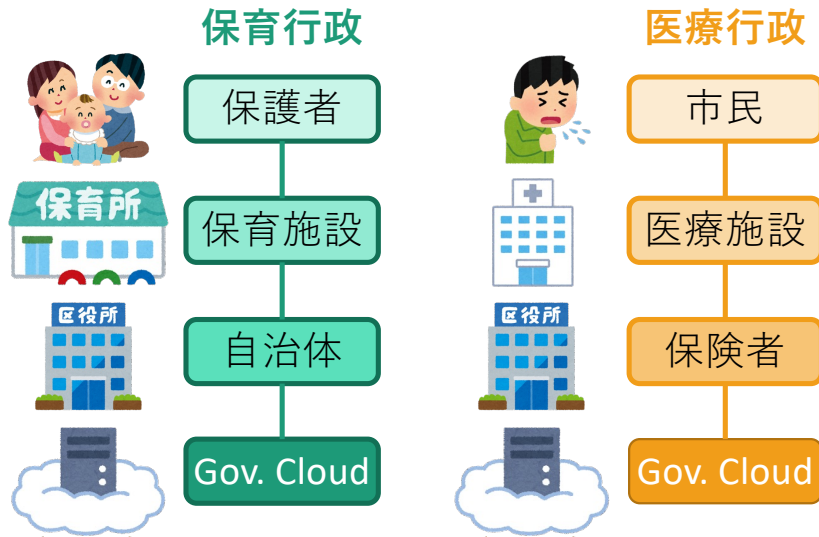 保育行政
保護者
保育所
保育施設
区役所
自治体
Gov. Cloud
医療行政
市民
医療施設
区役所
保険者
Gov. Cloud